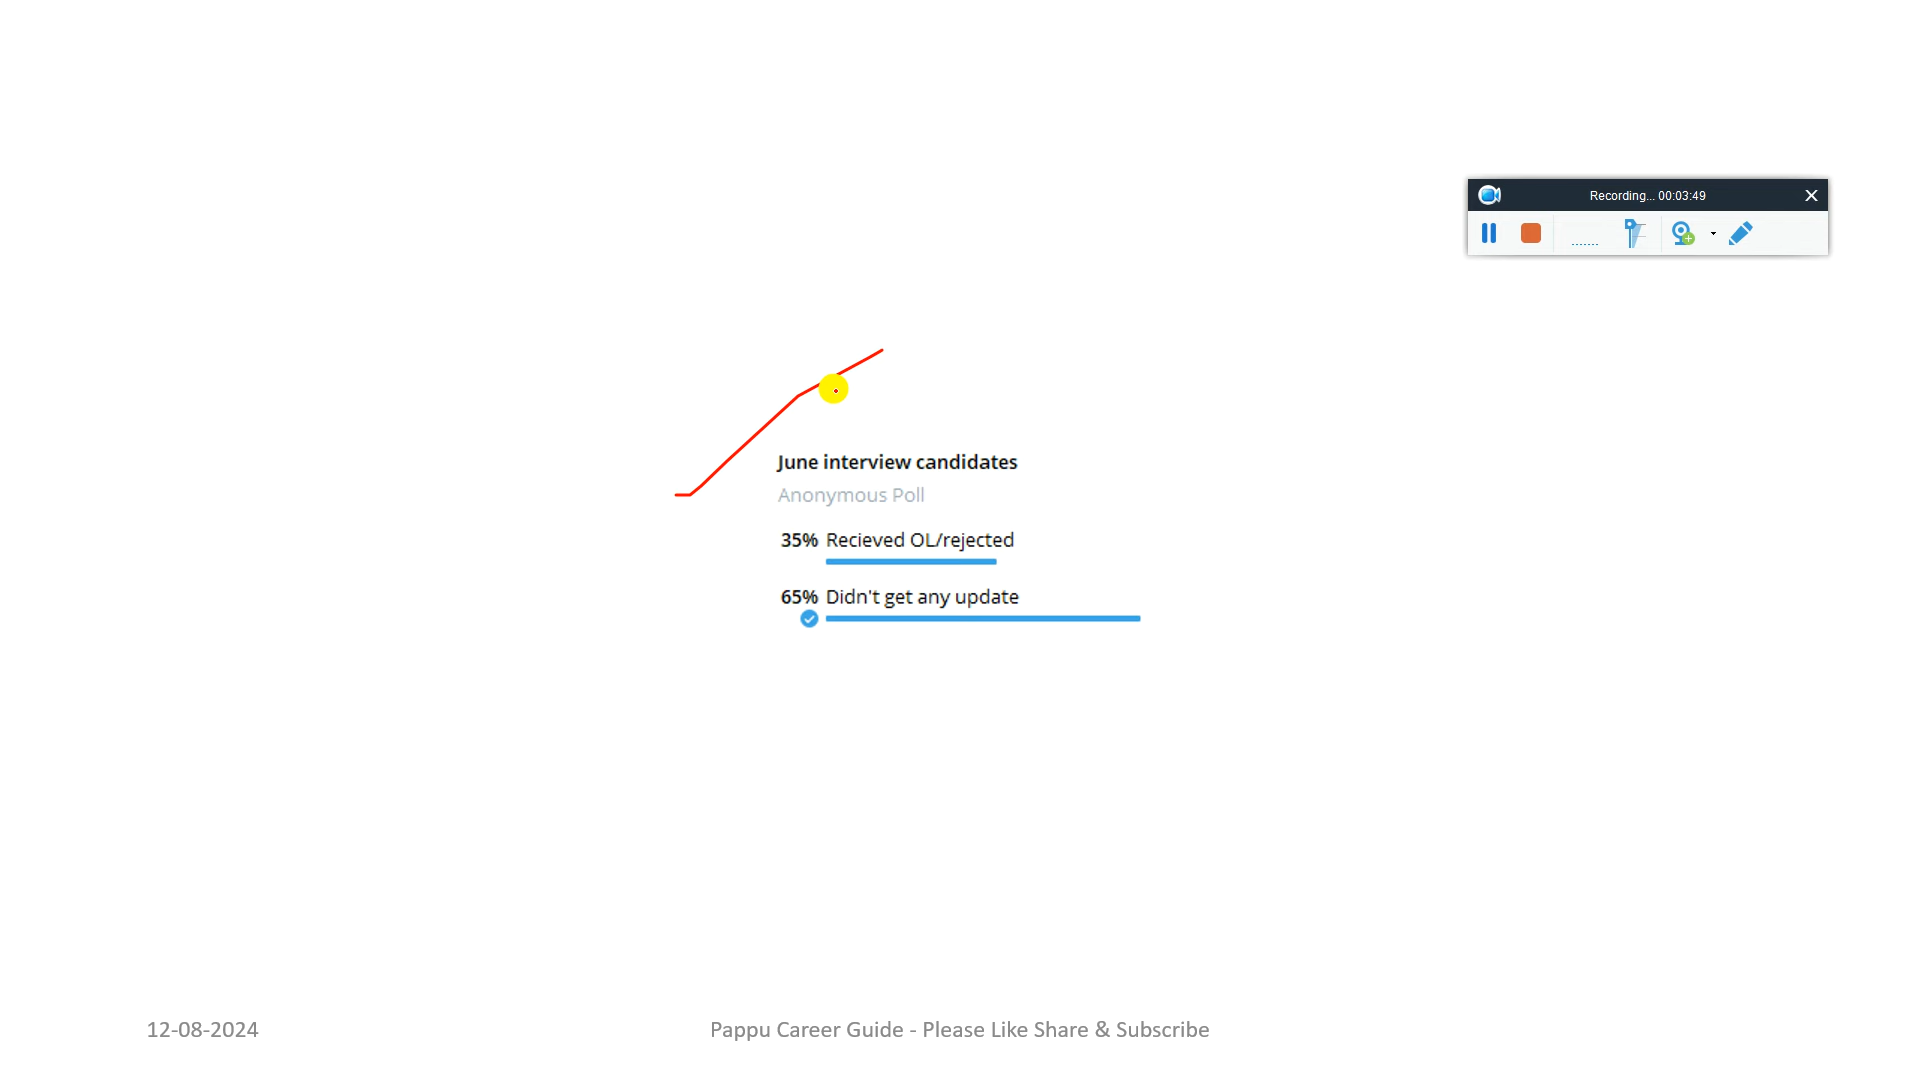 Recording... 00:03:49
June interview candidates
Anonymous Poll
35% Recieved OL/rejected
65% Didn't get any update
12-08-2024
Pappu Career Guide - Please Like Share & Subscribe